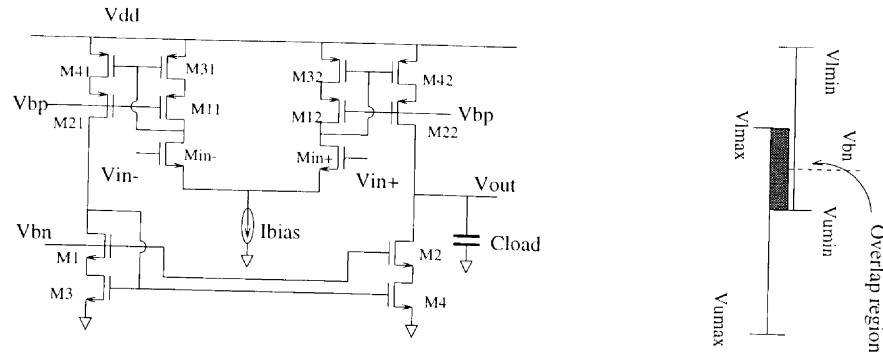 Vdd
M41
M31
M32
M42
Vbp
M21
M11
M12
M22
Vbp
Min-
Min+
Vin-
Vin+
Vout
Ibias
Cload
Vbn
M1
M2
M3
M4
Vlmin
Vlmax
Vbn
Vumin
Vumax
Overlap region